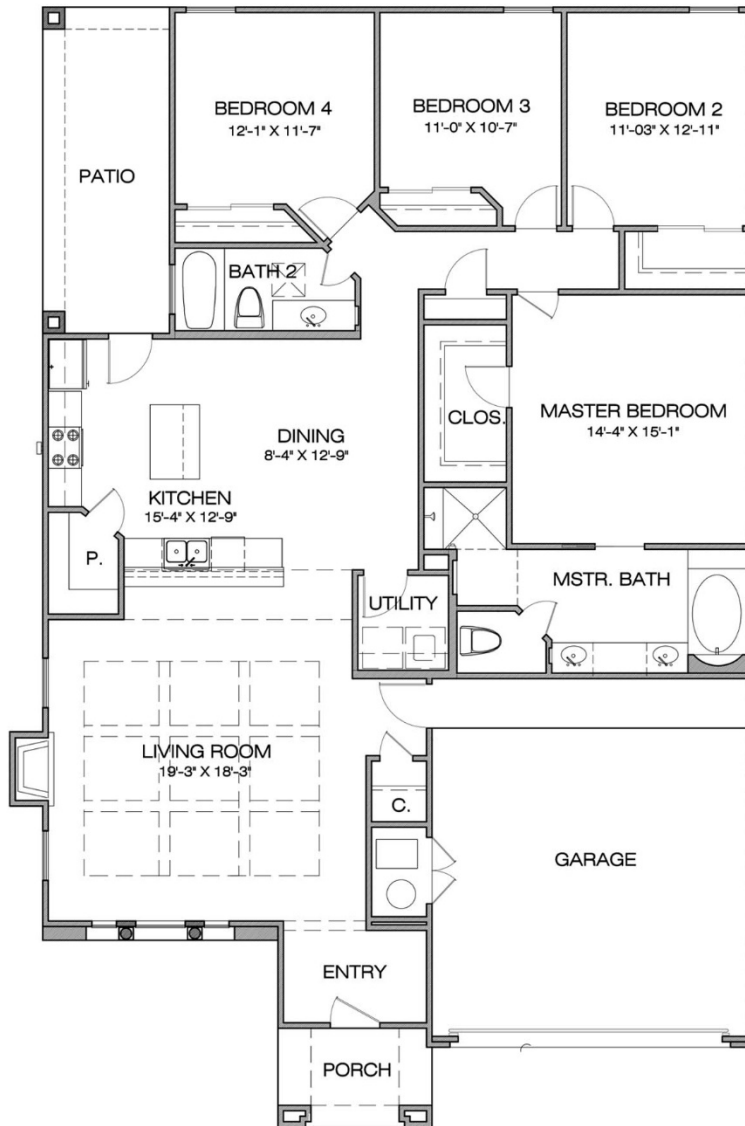 BEDROOM 4
12'-1" X 11'-7"
BEDROOM 3
11'-0" X 10'-7"
BEDROOM 2
11'-03" X 12'-11"
PATIO
BATH 2
CLOS.
MASTER BEDROOM
14'-4" X 15'-1"
DINING
8'-4" X 12'-9"
KITCHEN
15'-4" X 12'-9"
P.
UTILITY
MSTR. BATH
LIVING ROOM
19'-3" X 18'-3"
C.
GARAGE
ENTRY
PORCH